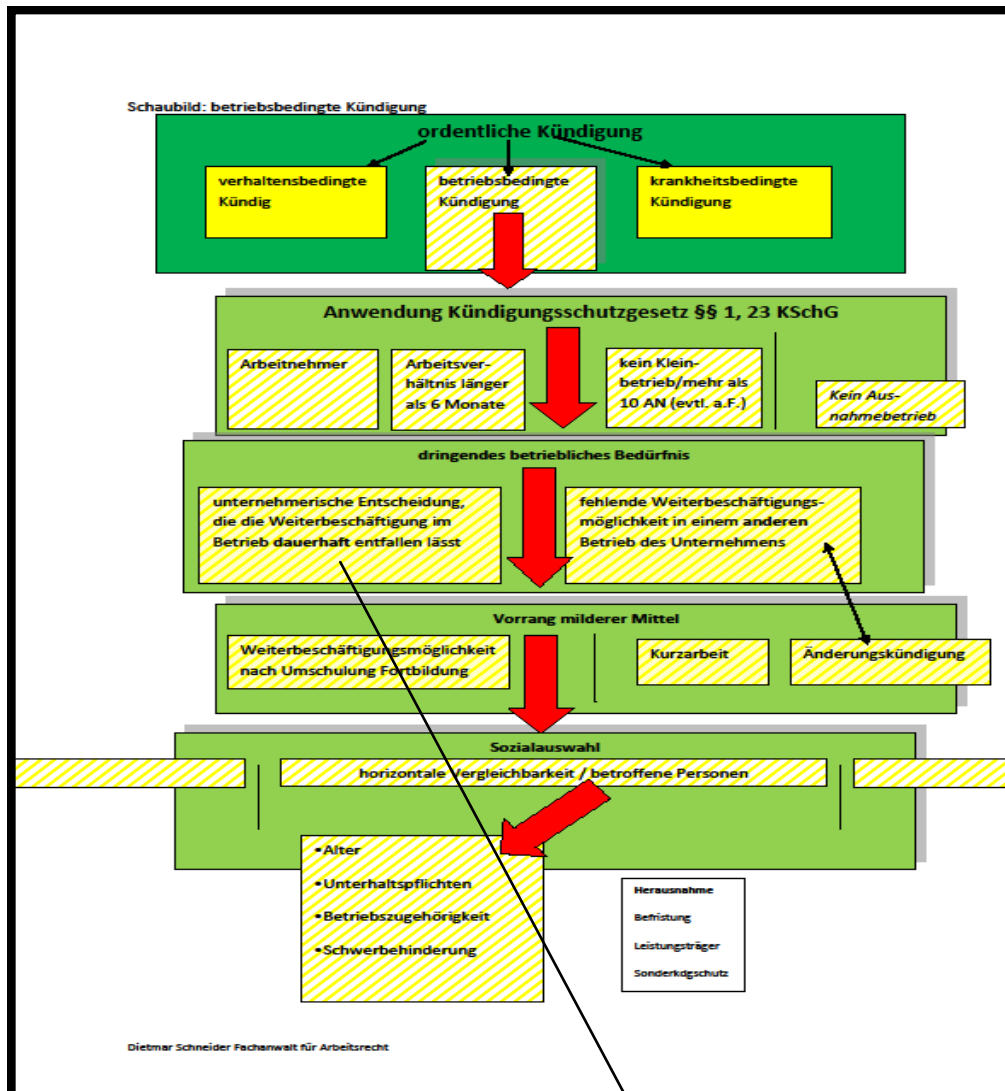 Schaubild: betriebsbedingte Kündigung
ordentliche Kündigung
verhaltensbedingte
Kündig
betriebsbedingte
Kündigung
krankheitsbedingte
Kündigung
Anwendung Kündigungsschutzgesetz §§ 1, 23 KSchG
Arbeitnehmer
Arbeitsver-
hältnis länger
als 6 Monate
kein Klein-
betrieb/mehr als
10 AN (evtl. a.F.)
Kein Aus-
nahmebetrieb
dringendes betriebliches Bedürfnis
unternehmerische Entscheidung,
die die Weiterbeschäftigung im
Betrieb dauerhaft entfallen lässt
fehlende Weiterbeschäftigungs-
möglichkeit in einem anderen
Betrieb des Unternehmens
Vorrang milderer Mittel
Weiterbeschäftigungsmöglichkeit
nach Umschulung Fortbildung
Kurzarbeit
Änderungskündigung
Sozialauswahl
horizontale Vergleichbarkeit / betroffene Personen
•Alter
•Unterhaltspflichten
•Betriebszugehörigkeit
•Schwerbehinderung
Herausnahme
Befristung
Leistungsträger
Sonderkdgschutz
Dietmar Schneider Fachanwalt für Arbeitsrecht